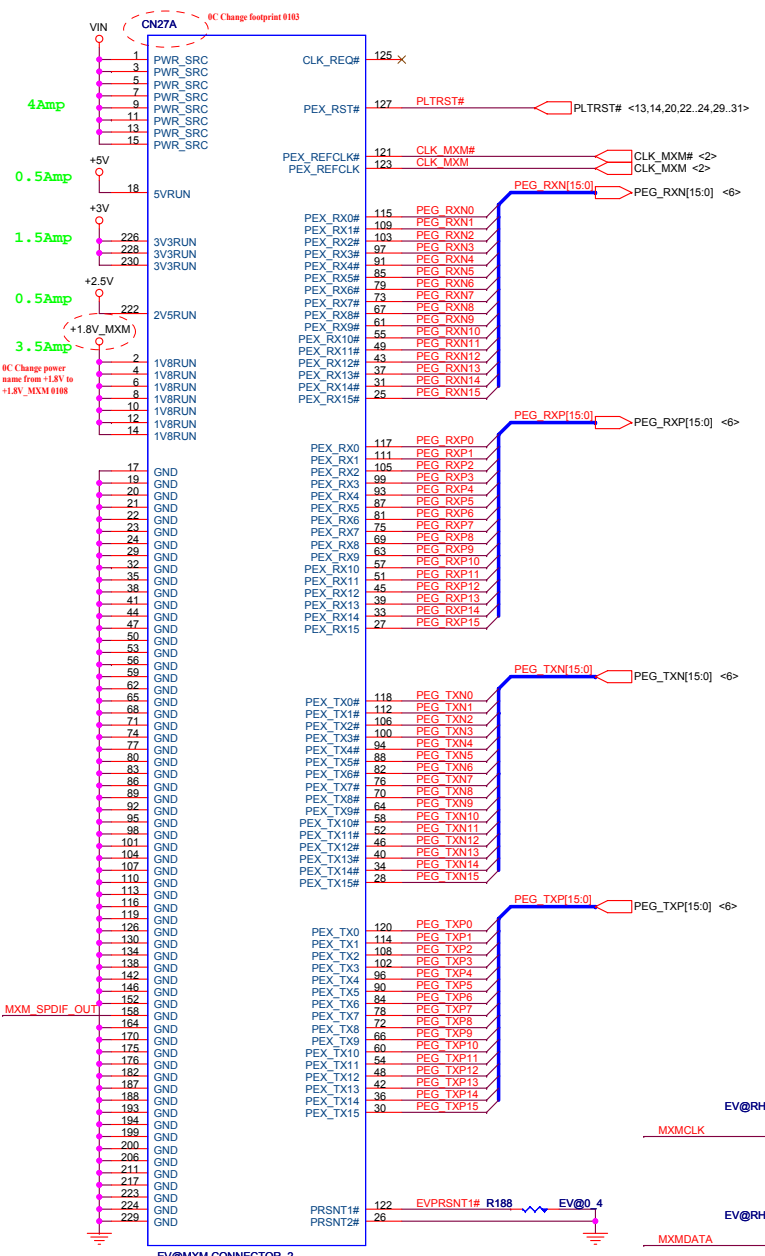 0C Change footprint 0103
VIN
CN27A
4Amp
1 PWR_SRC
3 PWR_SRC
5 PWR_SRC
7 PWR_SRC
9 PWR_SRC
11 PWR_SRC
13 PWR_SRC
15 PWR_SRC
+5V
0.5Amp
18 5VRUN
+3V
1.5Amp
226 3V3RUN
228 3V3RUN
230 3V3RUN
+2.5V
0.5Amp
222 2V5RUN
+1.8V_MXM
3.5Amp
0C Change power
name from +1.8V to
+1.8V_MXM 0108
2 1V8RUN
4 1V8RUN
6 1V8RUN
8 1V8RUN
10 1V8RUN
12 1V8RUN
14 1V8RUN
17 GND
19 GND
20 GND
21 GND
22 GND
23 GND
24 GND
29 GND
32 GND
35 GND
38 GND
41 GND
44 GND
47 GND
50 GND
53 GND
56 GND
59 GND
62 GND
65 GND
68 GND
71 GND
74 GND
77 GND
80 GND
83 GND
86 GND
89 GND
92 GND
95 GND
98 GND
101 GND
104 GND
107 GND
110 GND
113 GND
116 GND
119 GND
126 GND
130 GND
134 GND
138 GND
142 GND
146 GND
152 GND
MXM_SPDIF_OUT 158 GND
164 GND
170 GND
175 GND
176 GND
182 GND
187 GND
188 GND
193 GND
194 GND
199 GND
200 GND
206 GND
211 GND
217 GND
223 GND
224 GND
229 GND
CLK_REQ# 125
PEX_RST# 127 PLTRST# PLTRST# <13,14,20,22..24,29..31>
PEX_REFCLK# 121 CLK_MXM# CLK_MXM# <2>
PEX_REFCLK 123 CLK_MXM CLK_MXM <2>
PEG_RXN[15:0] PEG_RXN[15:0] <6>
PEX_RX0# 115 PEG_RXN0
PEX_RX1# 109 PEG_RXN1
PEX_RX2# 103 PEG_RXN2
PEX_RX3# 97 PEG_RXN3
PEX_RX4# 91 PEG_RXN4
PEX_RX5# 85 PEG_RXN5
PEX_RX6# 79 PEG_RXN6
PEX_RX7# 73 PEG_RXN7
PEX_RX8# 67 PEG_RXN8
PEX_RX9# 61 PEG_RXN9
PEX_RX10# 55 PEG_RXN10
PEX_RX11# 49 PEG_RXN11
PEX_RX12# 43 PEG_RXN12
PEX_RX13# 37 PEG_RXN13
PEX_RX14# 31 PEG_RXN14
PEX_RX15# 25 PEG_RXN15
PEG_RXP[15:0] PEG_RXP[15:0] <6>
PEX_RX0 117 PEG_RXP0
PEX_RX1 111 PEG_RXP1
PEX_RX2 105 PEG_RXP2
PEX_RX3 99 PEG_RXP3
PEX_RX4 93 PEG_RXP4
PEX_RX5 87 PEG_RXP5
PEX_RX6 81 PEG_RXP6
PEX_RX7 75 PEG_RXP7
PEX_RX8 69 PEG_RXP8
PEX_RX9 63 PEG_RXP9
PEX_RX10 57 PEG_RXP10
PEX_RX11 51 PEG_RXP11
PEX_RX12 45 PEG_RXP12
PEX_RX13 39 PEG_RXP13
PEX_RX14 33 PEG_RXP14
PEX_RX15 27 PEG_RXP15
PEG_TXN[15:0] PEG_TXN[15:0] <6>
PEX_TX0# 118 PEG_TXN0
PEX_TX1# 112 PEG_TXN1
PEX_TX2# 106 PEG_TXN2
PEX_TX3# 100 PEG_TXN3
PEX_TX4# 94 PEG_TXN4
PEX_TX5# 88 PEG_TXN5
PEX_TX6# 82 PEG_TXN6
PEX_TX7# 76 PEG_TXN7
PEX_TX8# 70 PEG_TXN8
PEX_TX9# 64 PEG_TXN9
PEX_TX10# 58 PEG_TXN10
PEX_TX11# 52 PEG_TXN11
PEX_TX12# 46 PEG_TXN12
PEX_TX13# 40 PEG_TXN13
PEX_TX14# 34 PEG_TXN14
PEX_TX15# 28 PEG_TXN15
PEG_TXP[15:0] PEG_TXP[15:0] <6>
PEX_TX0 120 PEG_TXP0
PEX_TX1 114 PEG_TXP1
PEX_TX2 108 PEG_TXP2
PEX_TX3 102 PEG_TXP3
PEX_TX4 96 PEG_TXP4
PEX_TX5 90 PEG_TXP5
PEX_TX6 84 PEG_TXP6
PEX_TX7 78 PEG_TXP7
PEX_TX8 72 PEG_TXP8
PEX_TX9 66 PEG_TXP9
PEX_TX10 60 PEG_TXP10
PEX_TX11 54 PEG_TXP11
PEX_TX12 48 PEG_TXP12
PEX_TX13 42 PEG_TXP13
PEX_TX14 36 PEG_TXP14
PEX_TX15 30 PEG_TXP15
EV@RH
MXMCLK
PRSNT1# 122 EVPRSNT1# R188 EV@0_4
PRSNT2# 26
EV@RH
MXMDATA
EV@MXM CONNECTOR_2